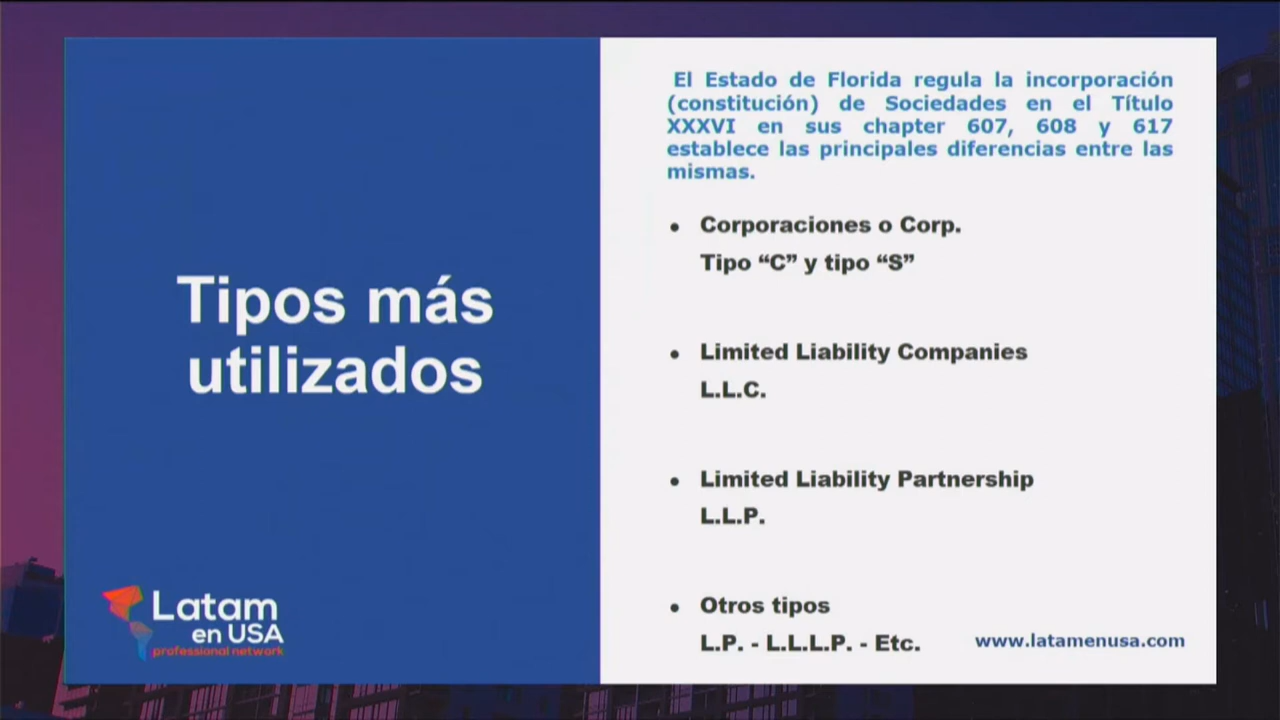 Tipos más
utilizados
Latam
en USA
professional network
El Estado de Florida regula la incorporación
(constitución) de Sociedades en el Título
XXXVI en sus chapter 607, 608 y 617
establece las principales diferencias entre las
mismas.
• Corporaciones o Corp.
Tipo “C” y tipo “S”
• Limited Liability Companies
L.L.C.
• Limited Liability Partnership
L.L.P.
• Otros tipos
L.P. - L.L.L.P. - Etc.
www.latamenusa.com